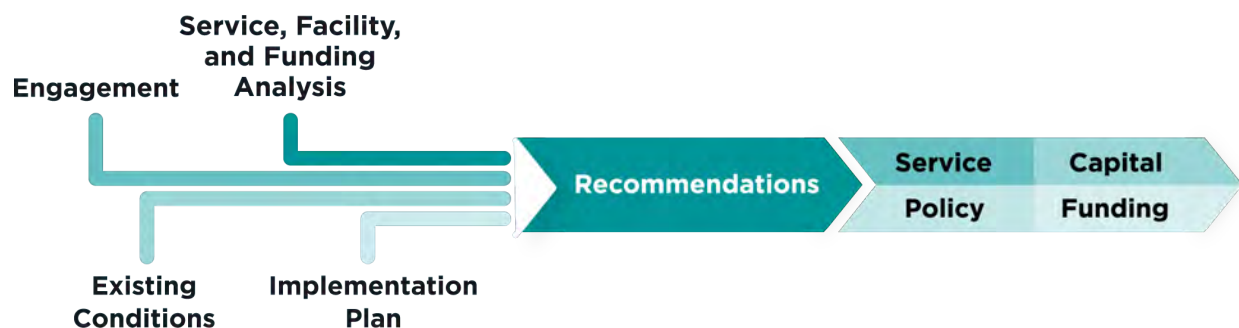 Service, Facility,
and Funding
Analysis
Engagement
Recommendations
Service
Capital
Policy
Funding
Existing
Conditions
Implementation
Plan